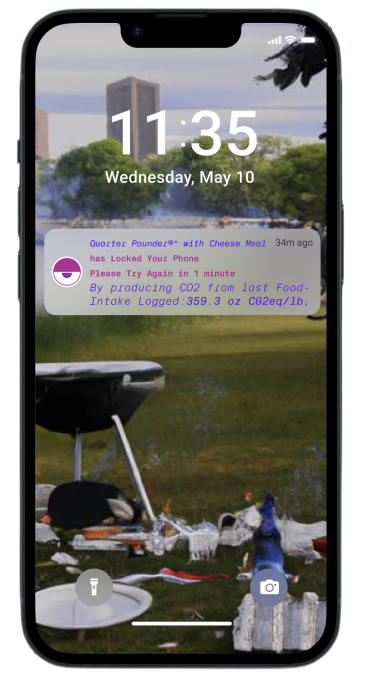 11:35
Wednesday, May 10
Quarter Pounder®* with Cheese Meal 34m ago
has Locked Your Phone
Please Try Again in 1 minute
By producing CO2 from last Food-
Intake Logged:359.3 oz CO2eq/lb.